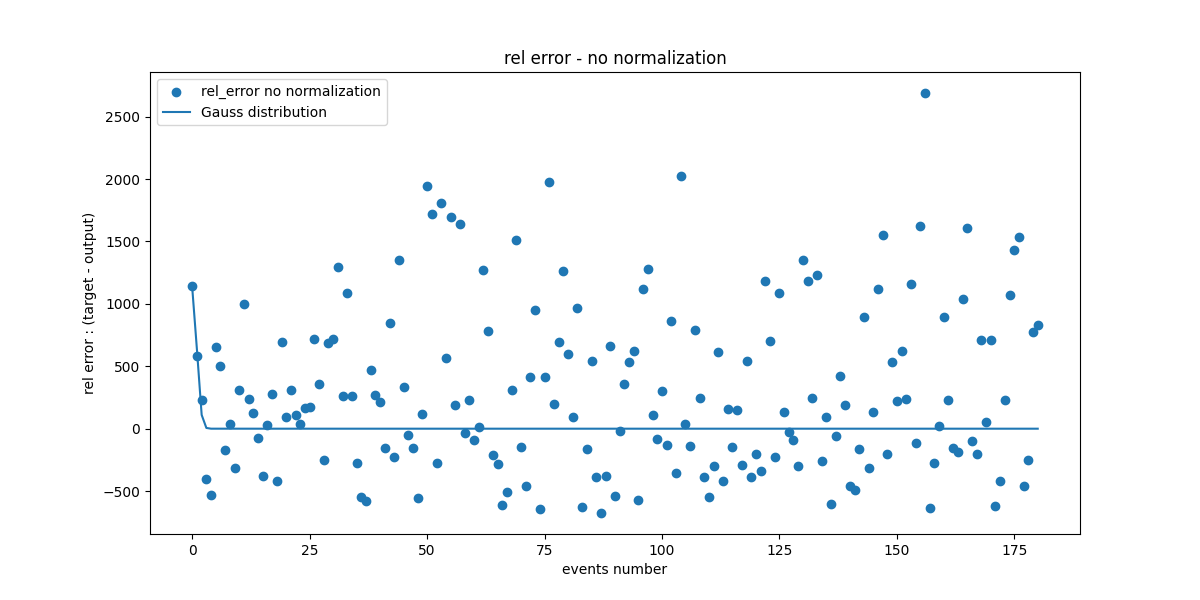 rel error - no normalization
rel_error no normalization
Gauss distribution
2500
2000
1500
1000
500
0
−500
rel error : (target - output)
0 25 50 75 100 125 150 175
events number